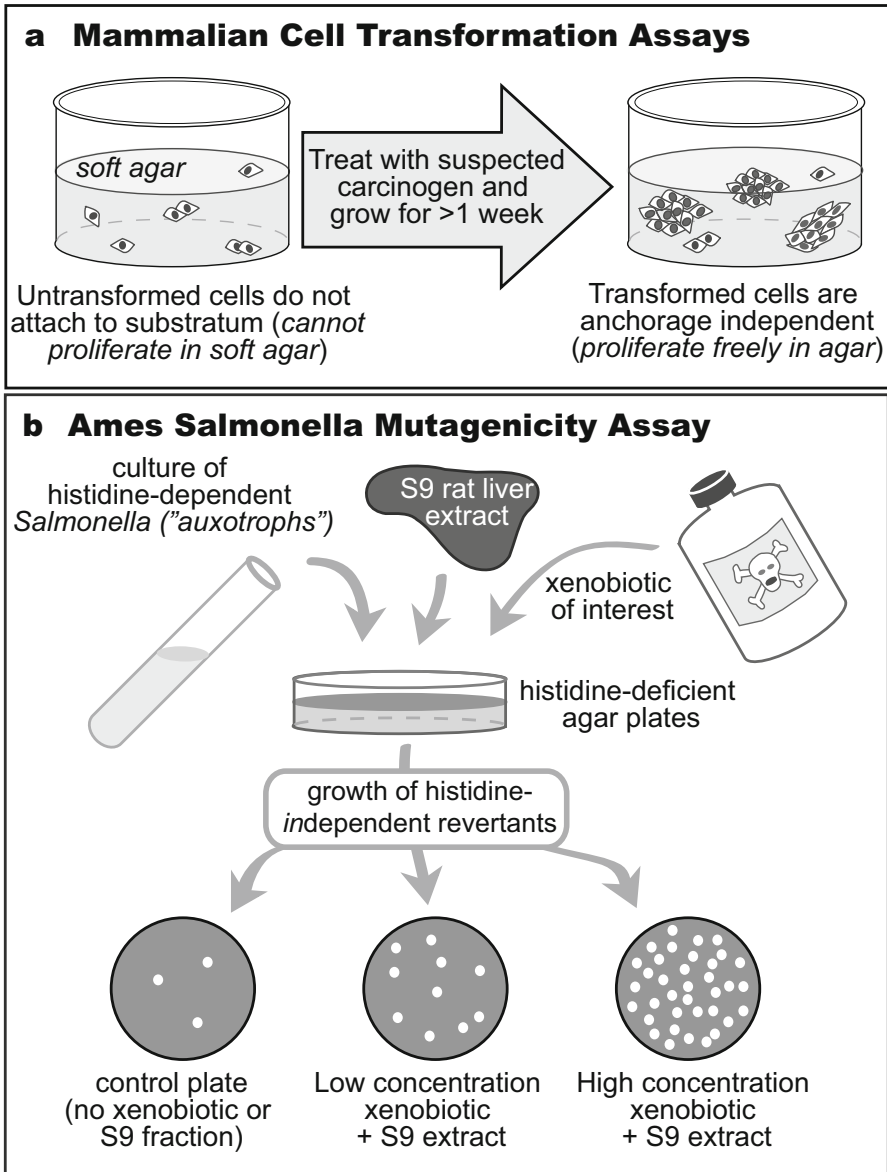 a Mammalian Cell Transformation Assays
soft agar
Treat with suspected
carcinogen and
grow for >1 week
Untransformed cells do not
attach to substratum (cannot
proliferate in soft agar)
Transformed cells are
anchorage independent
(proliferate freely in agar)
b Ames Salmonella Mutagenicity Assay
culture of
histidine-dependent
Salmonella ("auxotrophs")
S9 rat liver
extract
xenobiotic
of interest
histidine-deficient
agar plates
growth of histidine-
independent revertants
control plate
(no xenobiotic or
S9 fraction)
Low concentration
xenobiotic
+ S9 extract
High concentration
xenobiotic
+ S9 extract